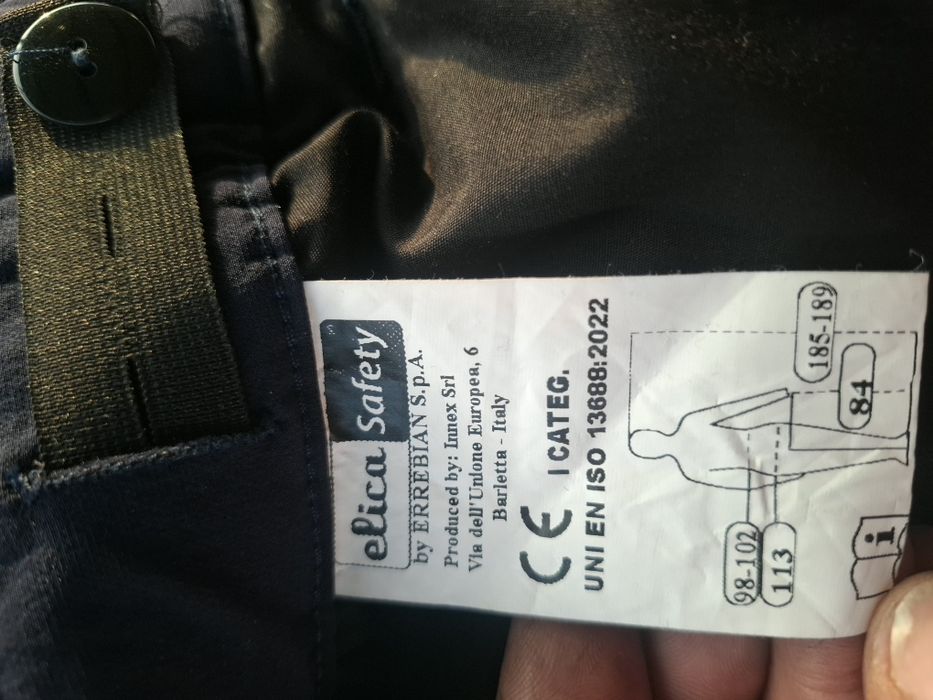 elica Safety
by ERREBIAN S.p.A.
Produced by: Innex Srl
Via dell'Unione Europea, 6
Barletta - Italy
CE I CATEG.
UNI EN ISO 13688:2022
185-189
84
98-102
113
i